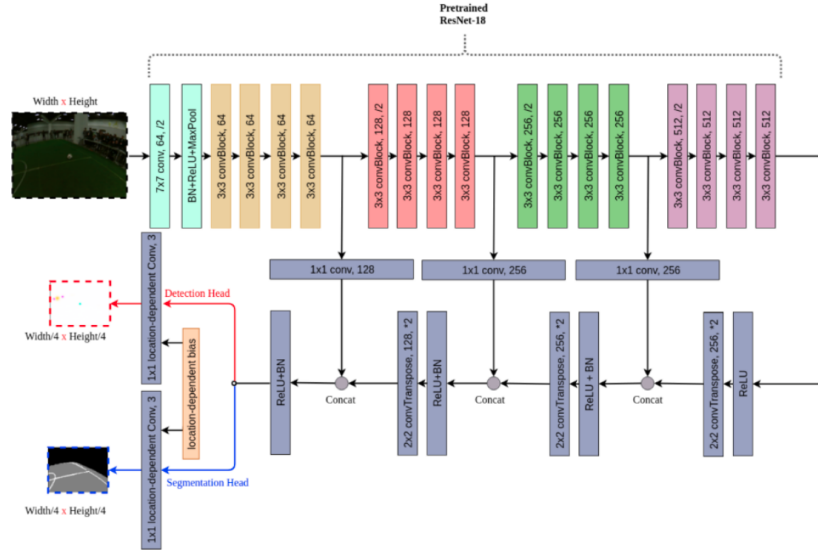 Pretrained
ResNet-18
Width x Height
7x7 conv, 64, /2
BN+ReLU+MaxPool
3x3 convBlock, 64
3x3 convBlock, 64
3x3 convBlock, 64
3x3 convBlock, 64
3x3 convBlock, 128, /2
3x3 convBlock, 128
3x3 convBlock, 128
3x3 convBlock, 128
3x3 convBlock, 256, /2
3x3 convBlock, 256
3x3 convBlock, 256
3x3 convBlock, 256
3x3 convBlock, 512, /2
3x3 convBlock, 512
3x3 convBlock, 512
3x3 convBlock, 512
1x1 conv, 128
1x1 conv, 256
1x1 conv, 256
1x1 location-dependent Conv, 3
Detection Head
Width/4 x Height/4
location-dependent bias
ReLU+BN
Concat
2x2 convTranspose, 128, *2
ReLU+BN
Concat
2x2 convTranspose, 256, *2
ReLU + BN
Concat
2x2 convTranspose, 256, *2
ReLU
1x1 location-dependent Conv, 3
Segmentation Head
Width/4 x Height/4